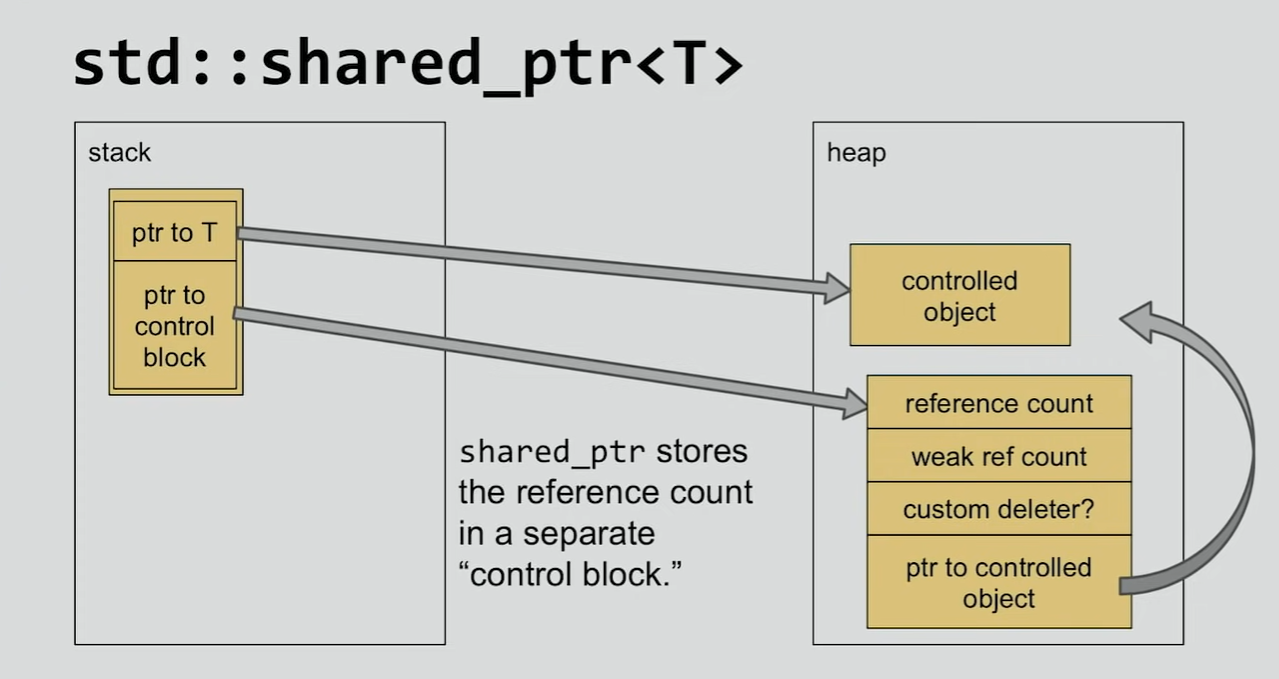 std::shared_ptr<T>
stack
ptr to T
ptr to
control
block
shared_ptr stores
the reference count
in a separate
“control block.”
heap
controlled
object
reference count
weak ref count
custom deleter?
ptr to controlled
object